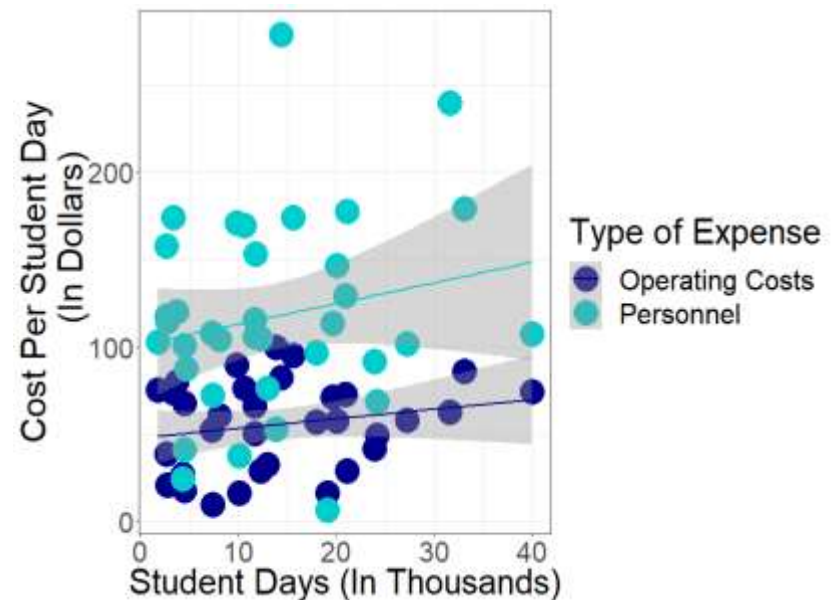 Cost Per Student Day
(In Dollars)
200
100
0
0 10 20 30 40
Student Days (In Thousands)
Type of Expense
Operating Costs
Personnel